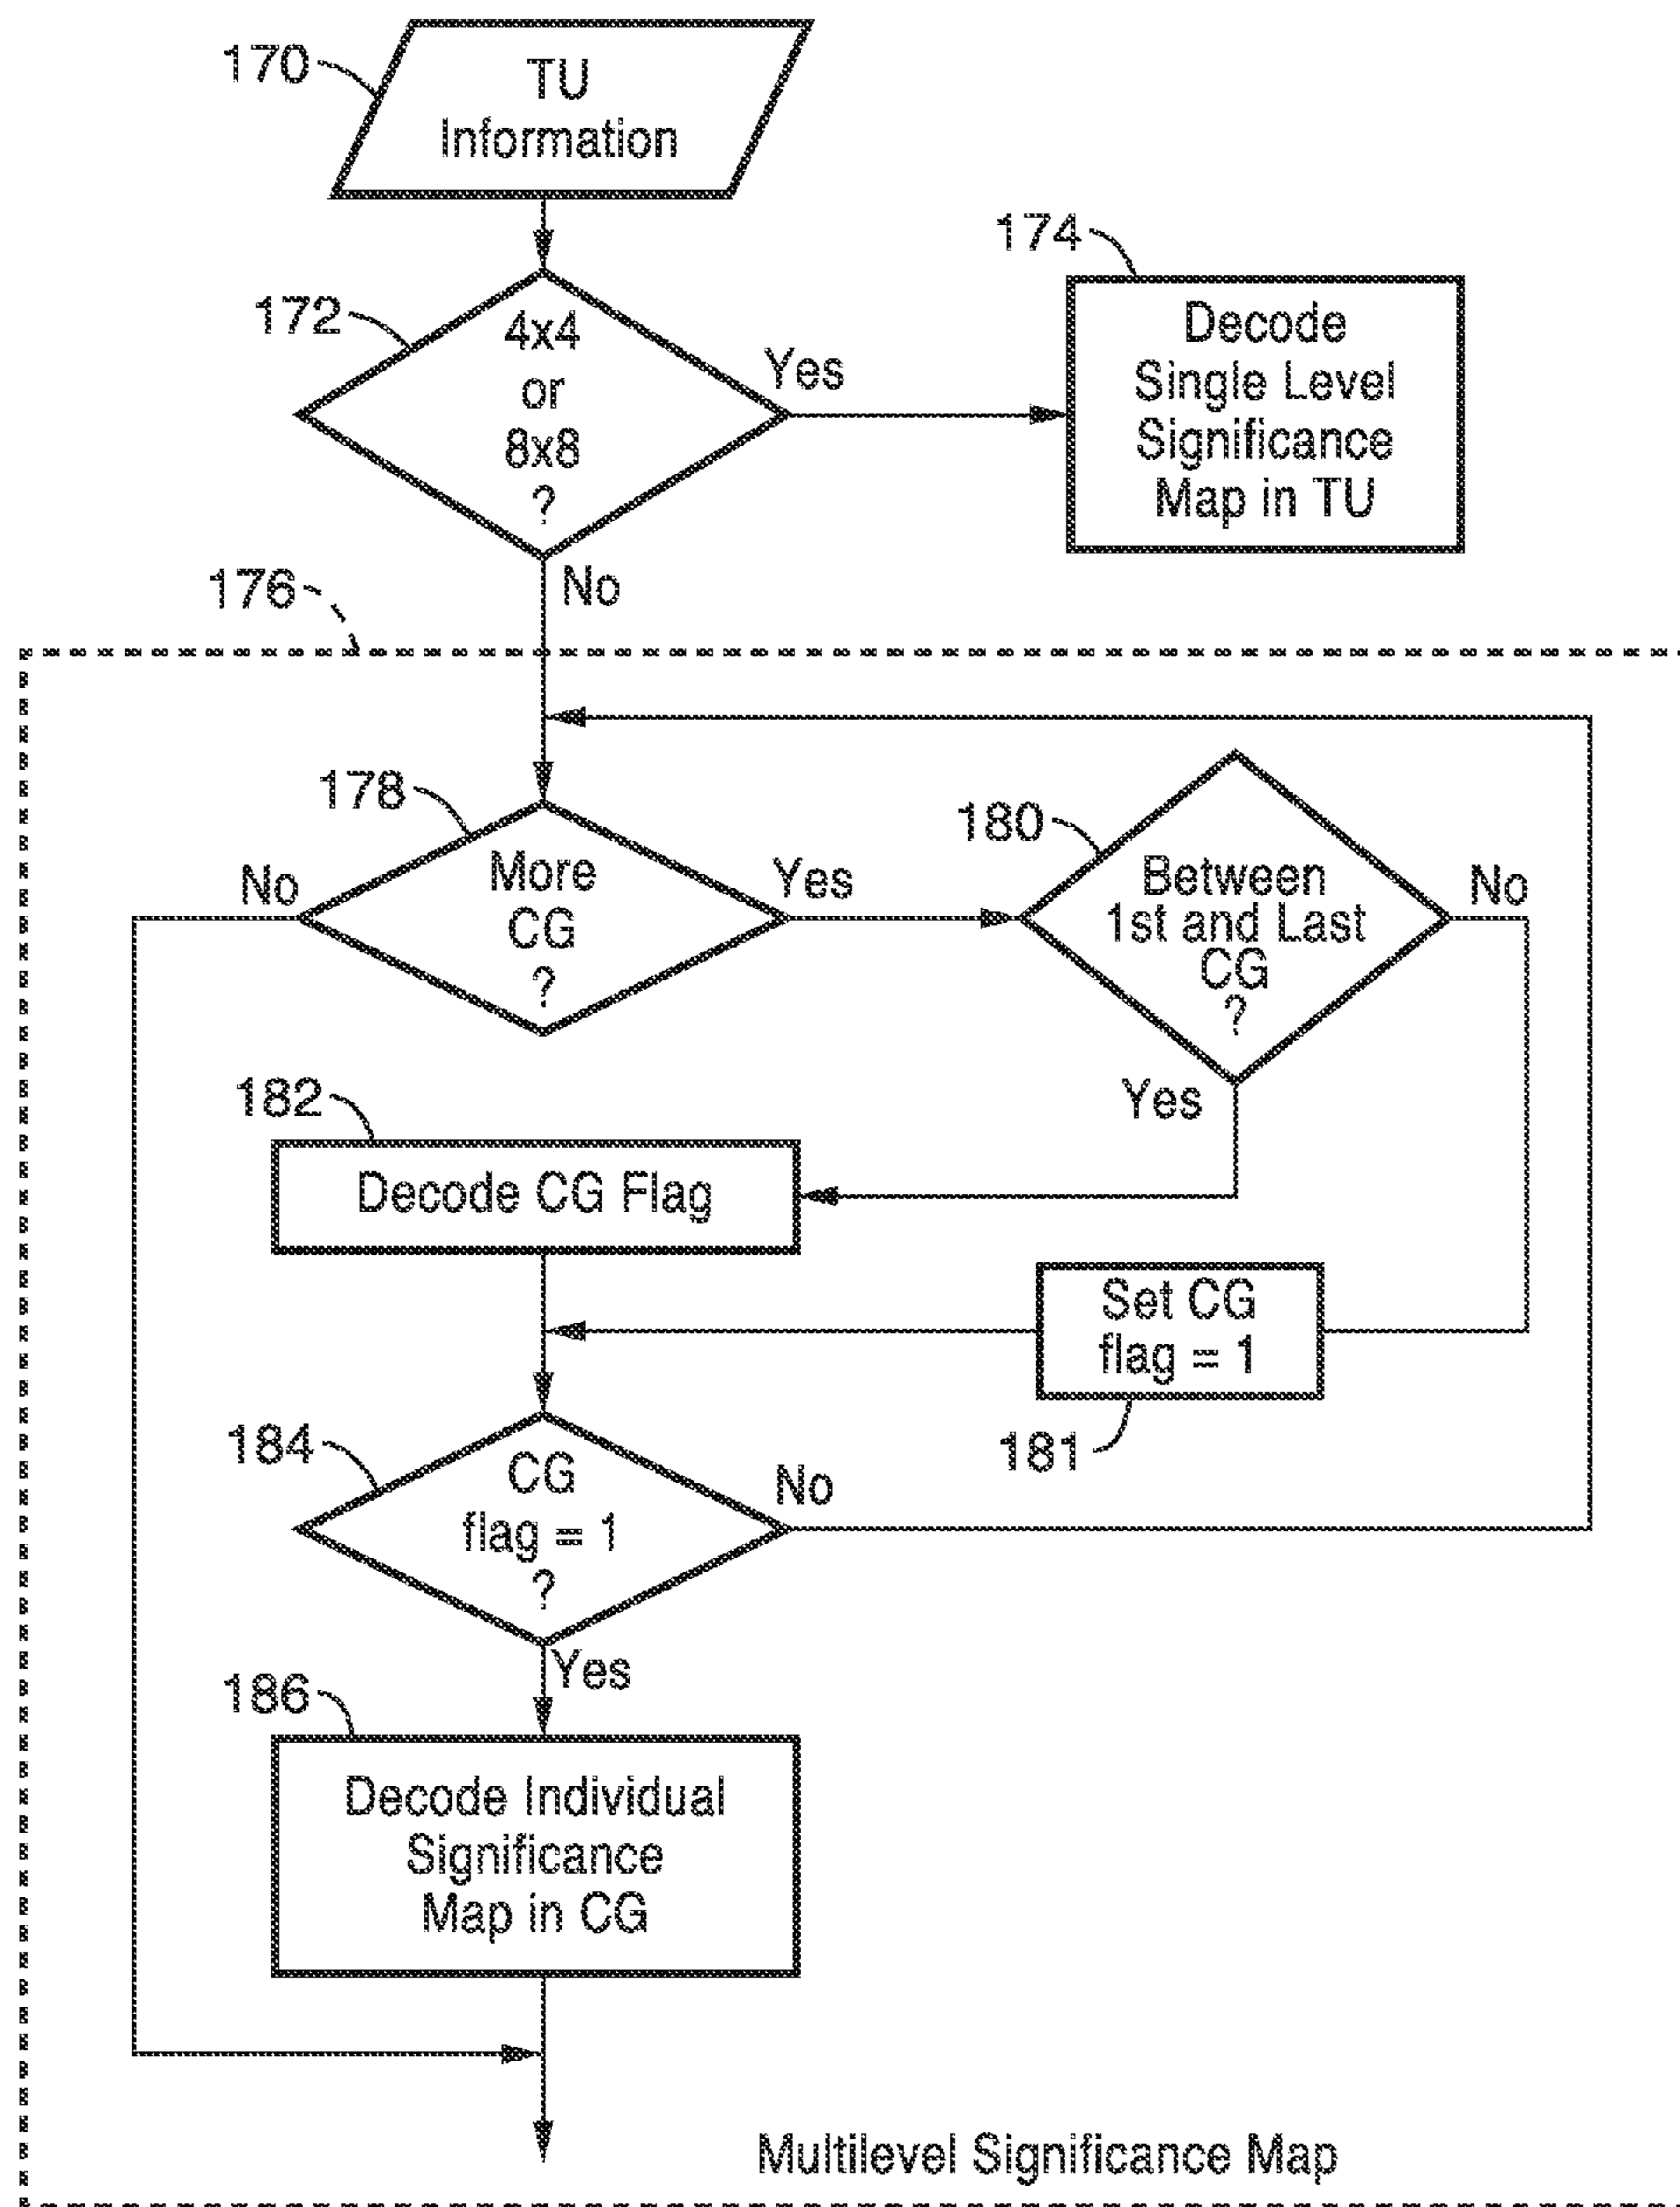 170
TU
Information
174
172
4x4
or
8x8
?
Yes
Decode
Single Level
Significance
Map in TU
176
No
178
180
No
More
CG
?
Yes
Between
1st and Last
CG
?
No
182
Yes
Decode CG Flag
Set CG
flag = 1
181
184
CG
flag = 1
?
No
Yes
186
Decode Individual
Significance
Map in CG
Multilevel Significance Map